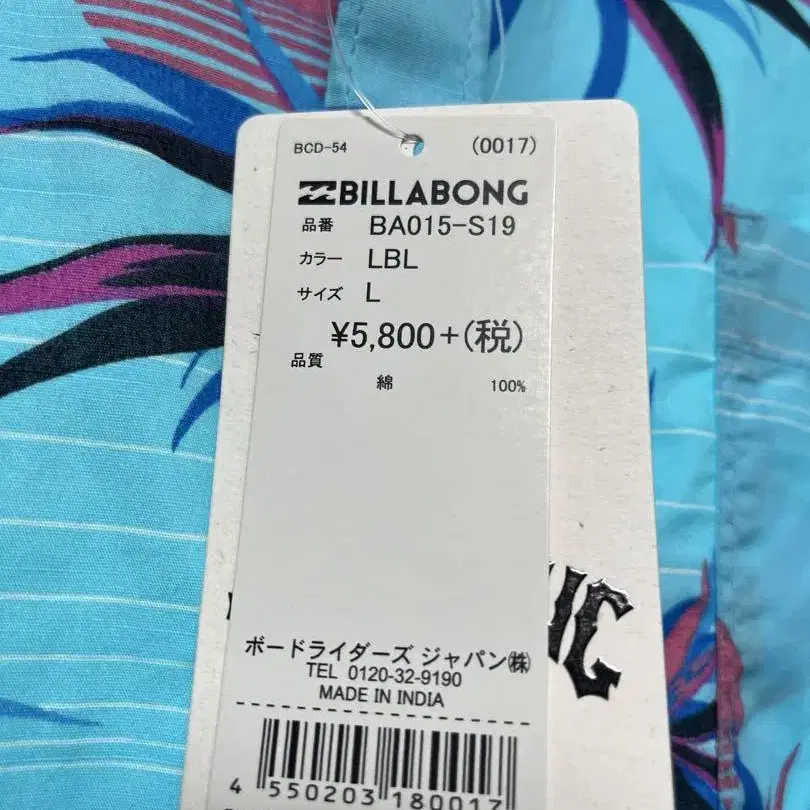 BCD-54 (0017)
BILLABONG
品番 BA015-S19
カラー LBL
サイズ L
¥5,800+(税)
品質
綿 100%
ボードライダーズ ジャパン㈱
TEL 0120-32-9190
MADE IN INDIA
4 550203 180017